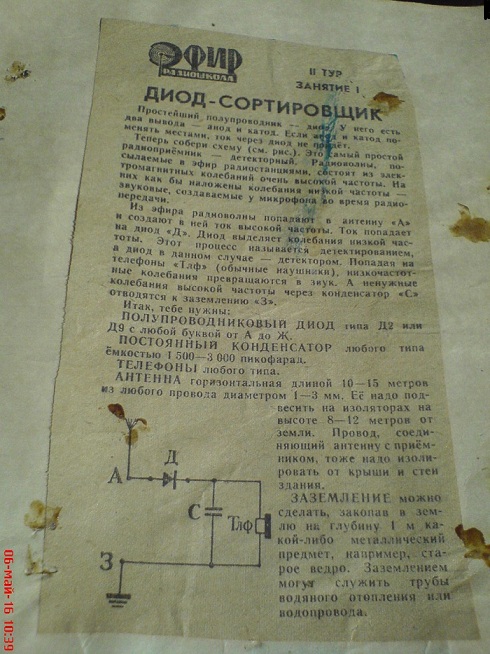 ЭФИР
РАДИОШКОЛА
II ТУР
ЗАНЯТИЕ 1
ДИОД-СОРТИРОВЩИК
Простейший полупроводник — диод. У него есть
два вывода — анод и катод. Если анод и катод по-
менять местами, ток через диод не пойдёт.
Теперь собери схему (см. рис.). Это самый простой
радиоприёмник — детекторный. Радиоволны, по-
сылаемые в эфир радиостанциями, состоят из элек-
тромагнитных колебаний очень высокой частоты. На
них как бы наложены колебания низкой частоты —
звуковые, создаваемые у микрофона во время радио-
передачи.
Из эфира радиоволны попадают в антенну «А»
и создают в ней ток высокой частоты. Ток попадает
на диод «Д». Диод выделяет колебания низкой час-
тоты. Этот процесс называется детектированием,
а диод в данном случае — детектором. Попадая на
телефоны «Тлф» (обычные наушники), низкочастот-
ные колебания превращаются в звук. А ненужные
колебания высокой частоты через конденсатор «С»
отводятся к заземлению «З».
Итак, тебе нужны:
ПОЛУПРОВОДНИКОВЫЙ ДИОД типа Д2 или
Д9 с любой буквой от А до Ж.
ПОСТОЯННЫЙ КОНДЕНСАТОР любого типа
ёмкостью 1 500—3 000 пикофарад.
ТЕЛЕФОНЫ любого типа.
АНТЕННА горизонтальная длиной 10—15 метров
из любого провода диаметром 1—3 мм. Её надо под-
весить на изоляторах на
высоте 8—12 метров от
земли. Провод, соеди-
няющий антенну с приём-
ником, тоже надо изоли-
ровать от крыши и стен
здания.
ЗАЗЕМЛЕНИЕ можно
сделать, закопав в зем-
лю на глубину 1 м ка-
кой-либо металлический
предмет, например, ста-
рое ведро. Заземлением
могут служить трубы
водяного отопления или
водопровода.
А
Д
С
Тлф
З
06-май-16 10:39